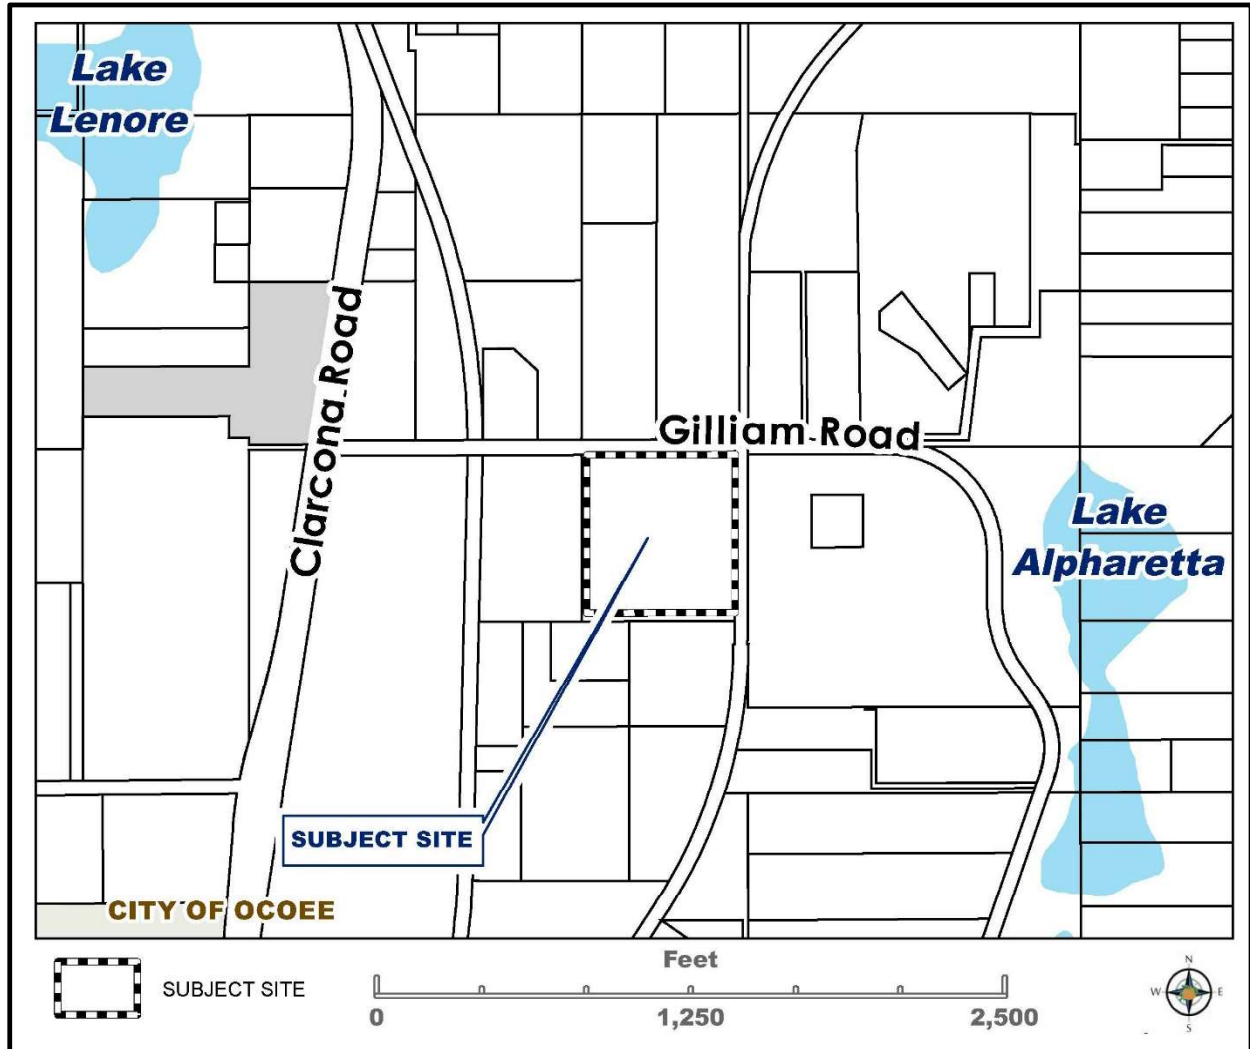 Lake
Lenore
Clarcona Road
Gilliam Road
Lake
Alpharetta
SUBJECT SITE
CITY OF OCOEE
SUBJECT SITE
Feet
0 1,250 2,500
N
W E
S